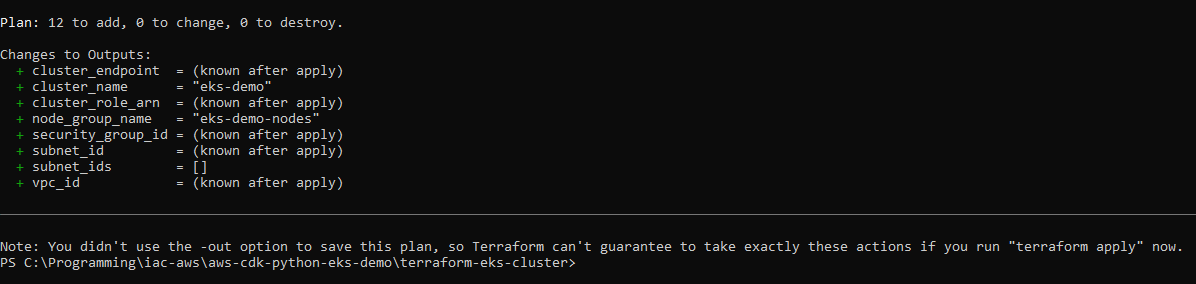 Plan: 12 to add, 0 to change, 0 to destroy.
Changes to Outputs:
+ cluster_endpoint = (known after apply)
+ cluster_name = "eks-demo"
+ cluster_role_arn = (known after apply)
+ node_group_name = "eks-demo-nodes"
+ security_group_id = (known after apply)
+ subnet_id = (known after apply)
+ subnet_ids = []
+ vpc_id = (known after apply)
Note: You didn't use the -out option to save this plan, so Terraform can't guarantee to take exactly these actions if you run "terraform apply" now.
PS C:\Programming\iac-aws\aws-cdk-python-eks-demo\terraform-eks-cluster>